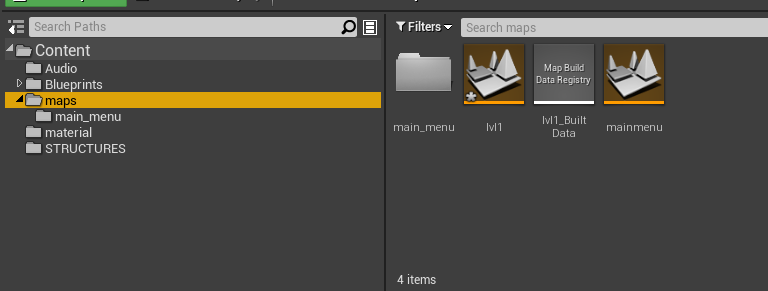 Search Paths
Content
Audio
Blueprints
maps
main_menu
material
STRUCTURES
Filters
Search maps
Map Build
Data Registry
main_menu
lvl1
lvl1_Built
Data
mainmenu
4 items